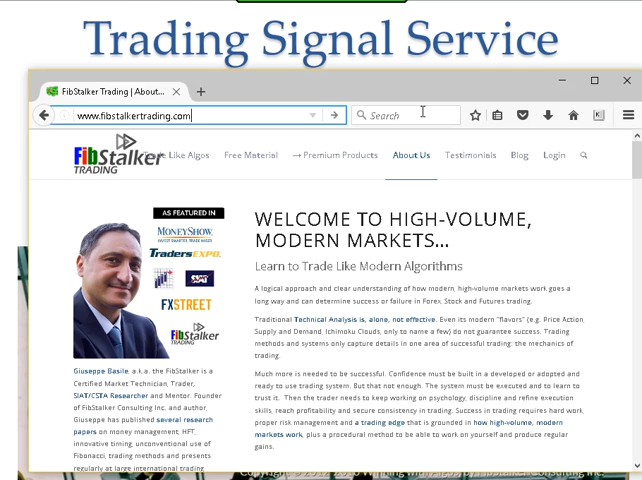 Trading Signal Service
FibStalker Trading | About...
www.fibstalkertrading.com
Search
FibStalker
TRADING
Trade Like Algos
Free Material
→ Premium Products
About Us
Testimonials
Blog
Login
AS FEATURED IN
MONEYSHOW
TradersEXPO.
SIAT
FXSTREET
FibStalker
TRADING
Giuseppe Basile, a.k.a. the FibStalker is a
Certified Market Technician, Trader,
SIAT/CSTA Researcher and Mentor. Founder
of FibStalker Consulting Inc. and author,
Giuseppe has published several research
papers on money management, HFT,
innovative timing, unconventional use of
Fibonacci, trading methods and presents
regularly at large international trading
WELCOME TO HIGH-VOLUME,
MODERN MARKETS...
Learn to Trade Like Modern Algorithms
A logical approach and clear understanding of how modern, high-volume markets work goes a
long way and can determine success or failure in Forex, Stock and Futures trading.
Traditional Technical Analysis is, alone, not effective. Even its modern "flavors" (e.g. Price Action,
Supply and Demand, Ichimoku Clouds, only to name a few) do not guarantee success. Trading
methods and systems only capture details in one area of successful trading: the mechanics of
trading.
Much more is needed to be successful. Confidence must be built in a developed or adopted and
ready to use trading system. But that not enough. The system must be executed and to learn to
trust it. Then the trader needs to keep working on psychology, discipline and refine execution
skills, reach profitability and secure consistency in trading. Success in trading requires hard work,
proper risk management and a trading edge that is grounded in how high-volume, modern
markets work, plus a procedural method to be able to work on yourself and produce regular
gains.